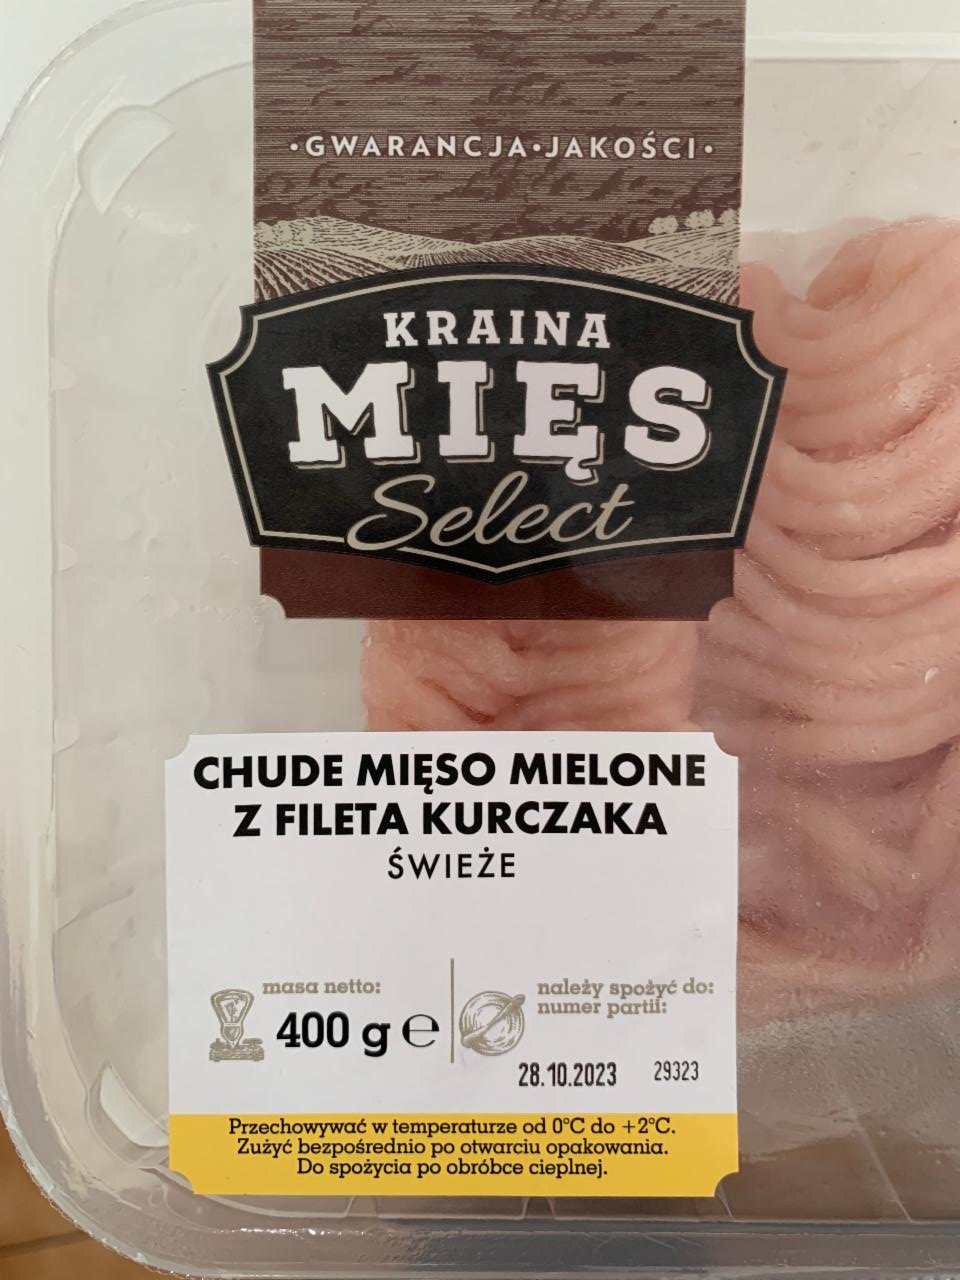 •GWARANCJA•JAKOŚCI•
KRAINA
MIĘS
Select
CHUDE MIĘSO MIELONE
Z FILETA KURCZAKA
ŚWIEŻE
masa netto:
400 g ℮
należy spożyć do:
numer partii:
28.10.2023 29323
Przechowywać w temperaturze od 0°C do +2°C.
Zużyć bezpośrednio po otwarciu opakowania.
Do spożycia po obróbce cieplnej.